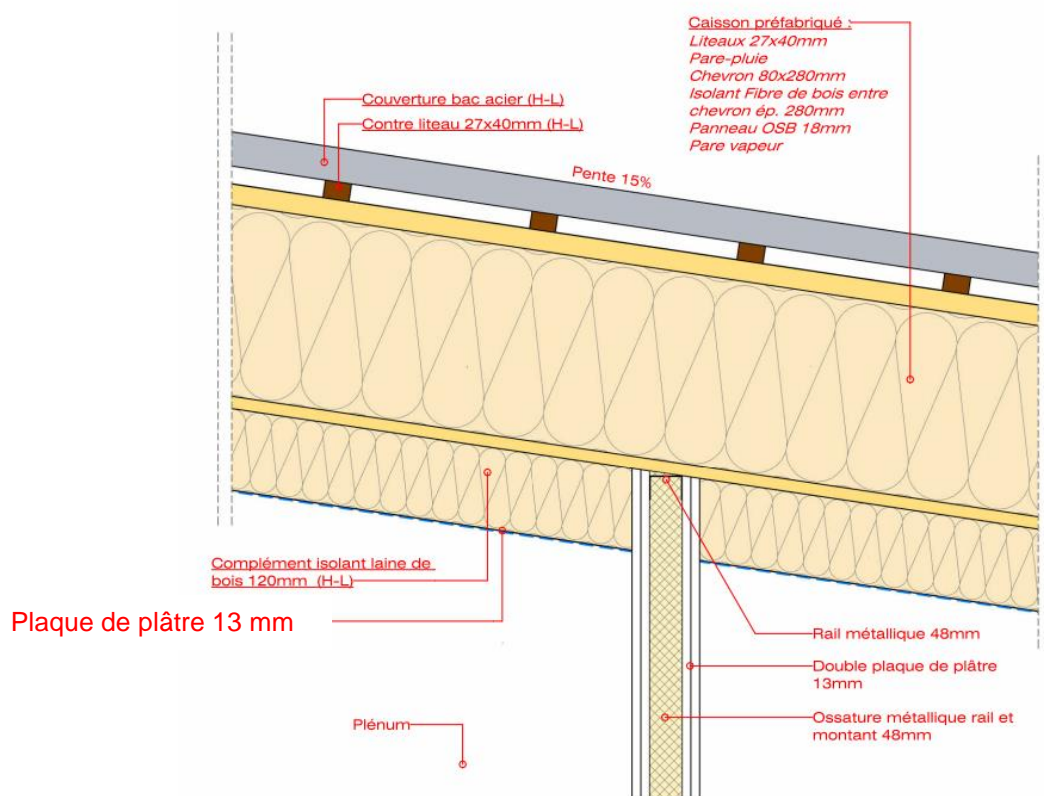 Caisson préfabriqué :
Liteaux 27x40mm
Pare-pluie
Chevron 80x280mm
Isolant Fibre de bois entre
chevron ép. 280mm
Panneau OSB 18mm
Pare vapeur
Couverture bac acier (H-L)
Contre liteau 27x40mm (H-L)
Pente 15%
Complément isolant laine de
bois 120mm (H-L)
Plaque de plâtre 13 mm
Rail métallique 48mm
Double plaque de plâtre
13mm
Ossature métallique rail et
montant 48mm
Plénum